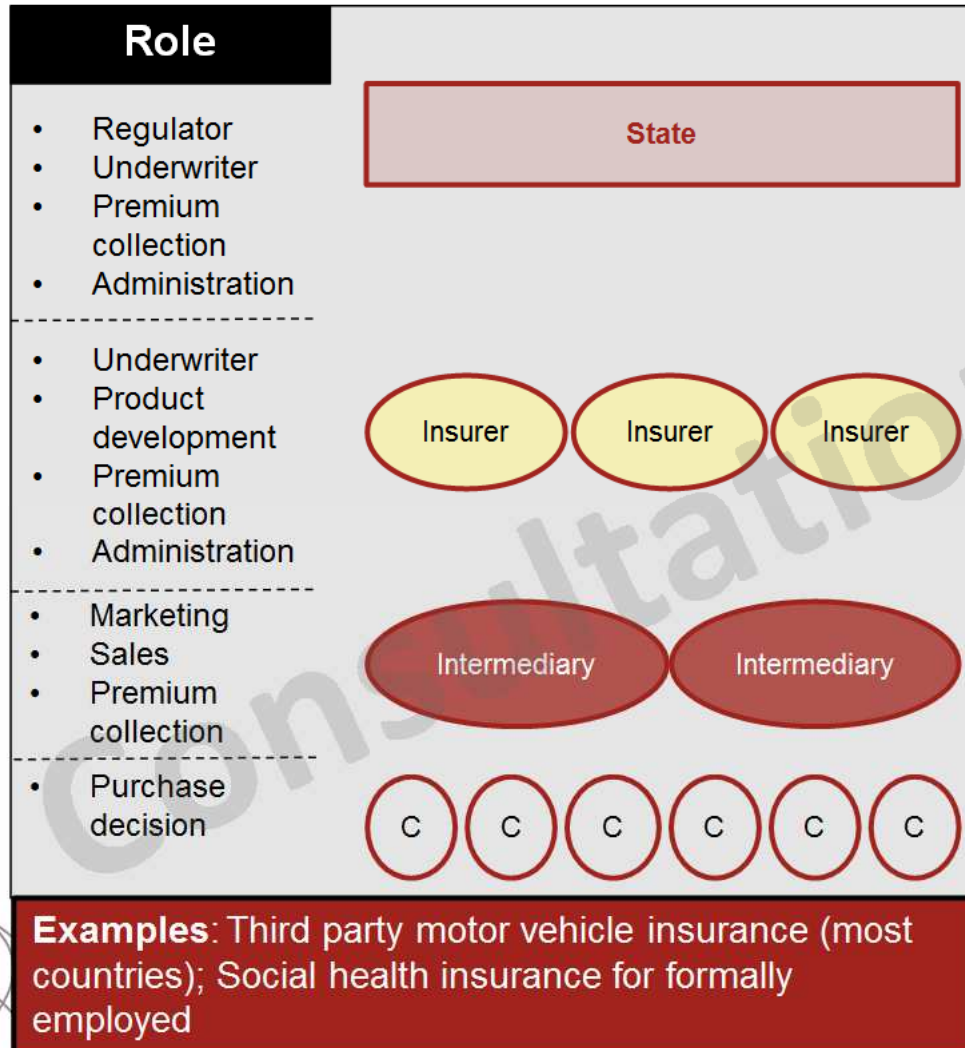 Role
• Regulator
• Underwriter
• Premium
collection
• Administration
State
• Underwriter
• Product
development
• Premium
collection
• Administration
Insurer Insurer Insurer
• Marketing
• Sales
• Premium
collection
Intermediary Intermediary
• Purchase
decision
C C C C C C
Consultation
Examples: Third party motor vehicle insurance (most
countries); Social health insurance for formally
employed